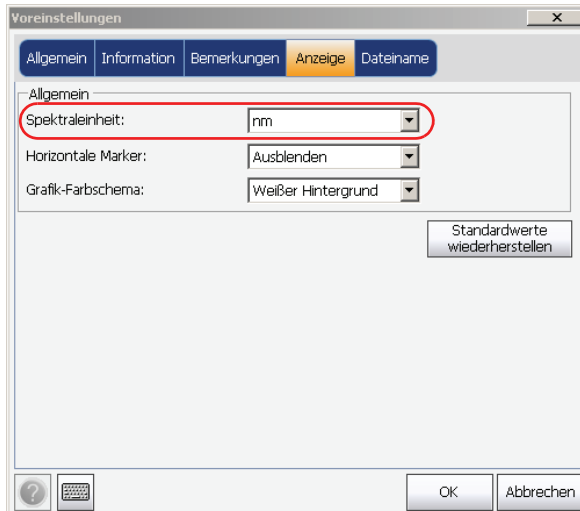 Voreinstellungen
Allgemein Information Bemerkungen Anzeige Dateiname
Allgemein
Spektraleinheit: nm
Horizontale Marker: Ausblenden
Grafik-Farbschema: Weißer Hintergrund
Standardwerte
wiederherstellen
OK Abbrechen